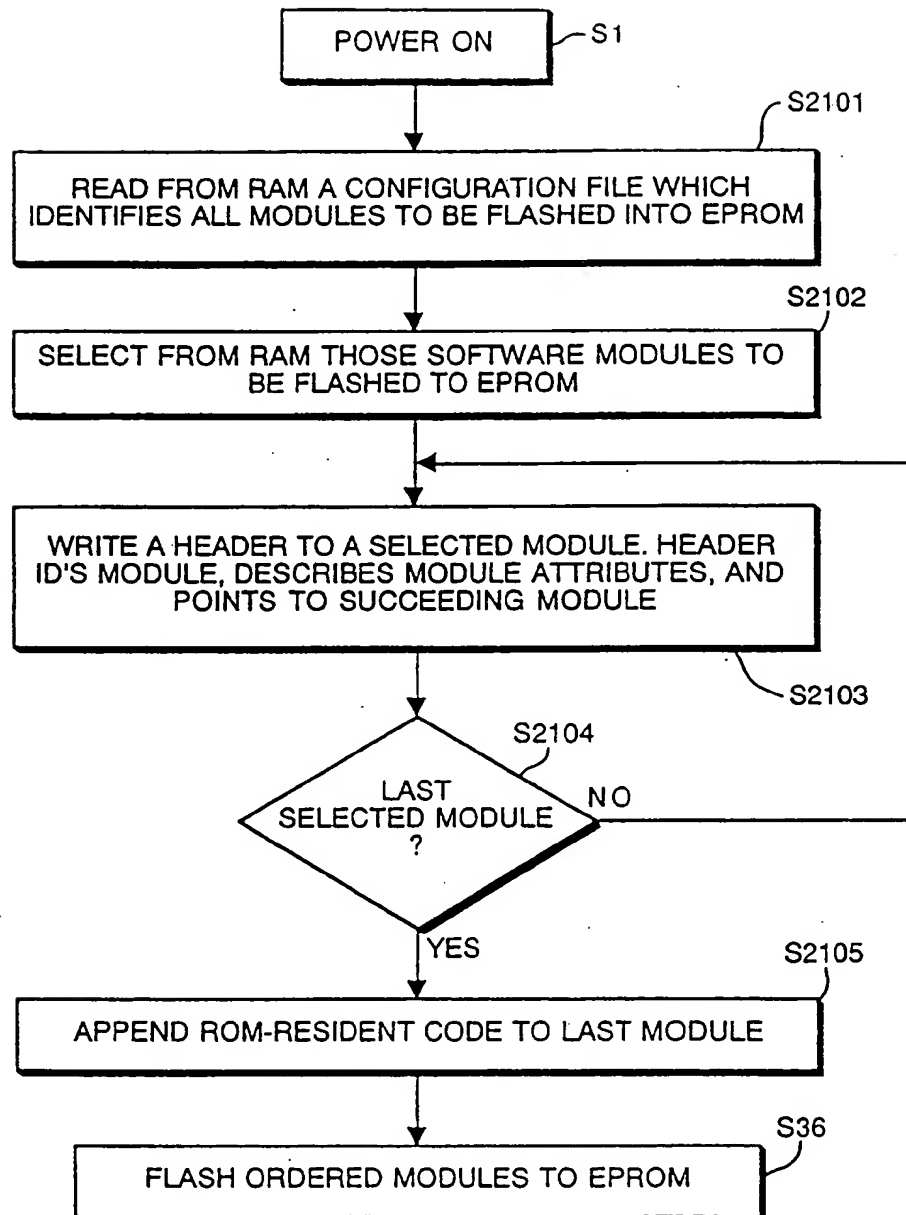 POWER ON
S1
S2101
READ FROM RAM A CONFIGURATION FILE WHICH
IDENTIFIES ALL MODULES TO BE FLASHED INTO EPROM
S2102
SELECT FROM RAM THOSE SOFTWARE MODULES TO
BE FLASHED TO EPROM
WRITE A HEADER TO A SELECTED MODULE. HEADER
ID'S MODULE, DESCRIBES MODULE ATTRIBUTES, AND
POINTS TO SUCCEEDING MODULE
S2103
S2104
LAST
SELECTED MODULE
?
NO
YES
S2105
APPEND ROM-RESIDENT CODE TO LAST MODULE
S36
FLASH ORDERED MODULES TO EPROM